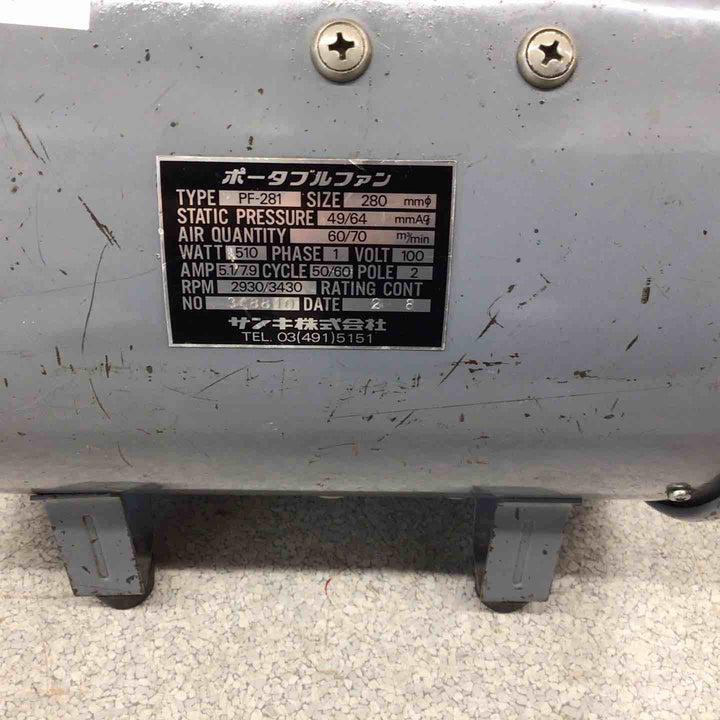 ポータブルファン
TYPE PF-281 SIZE 280 mmφ
STATIC PRESSURE 49/64 mmAq
AIR QUANTITY 60/70 m³/min
WATT 510 PHASE 1 VOLT 100
AMP 5.1/7.9 CYCLE 50/60 POLE 2
RPM 2930/3430 RATING CONT
NO DATE 2 8
サンキ株式会社
TEL. 03(491)5151